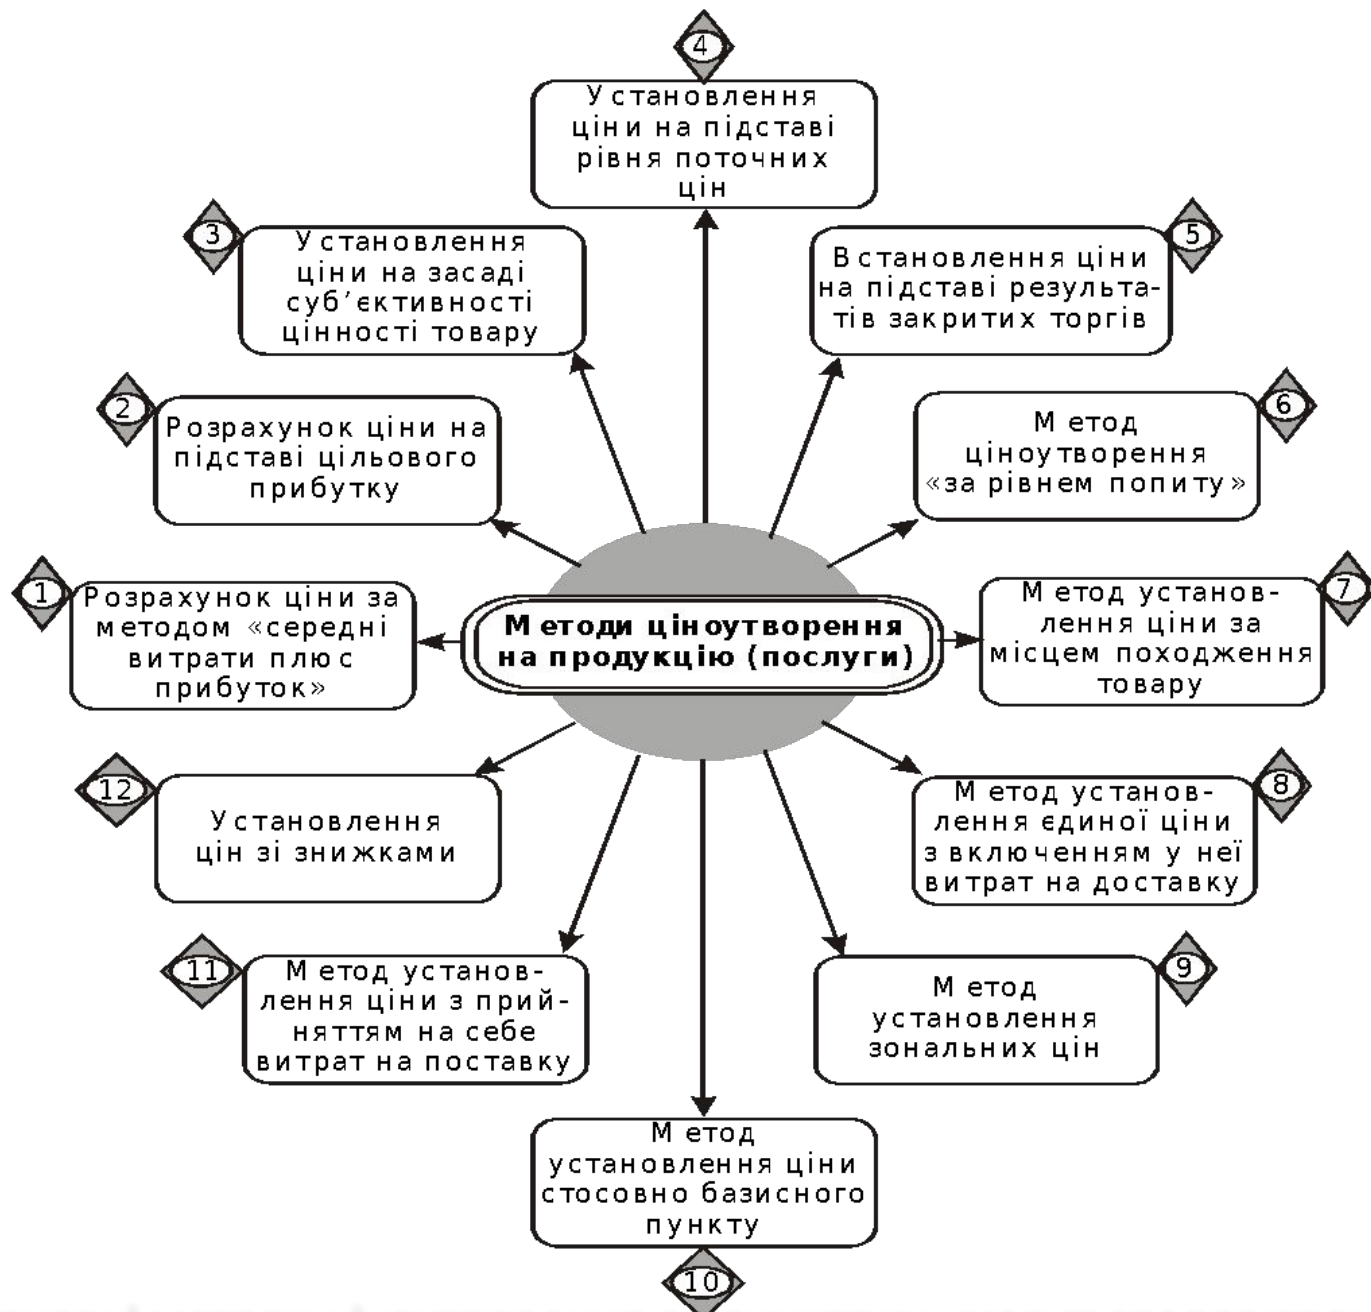 4
Установлення
ціни на підставі
рівня поточних
цін
3
Установлення
ціни на засаді
суб’єктивності
цінності товару
5
Встановлення ціни
на підставі результа-
тів закритих торгів
2
Розрахунок ціни на
підставі цільового
прибутку
6
Метод
ціноутворення
«за рівнем попиту»
1
Розрахунок ціни за
методом «середні
витрати плюс
прибуток»
Методи ціноутворення
на продукцію (послуги)
7
Метод установ-
лення ціни за
місцем походження
товару
12
Установлення
цін зі знижками
8
Метод установ-
лення єдиної ціни
з включенням у неї
витрат на доставку
11
Метод установ-
лення ціни з прий-
няттям на себе
витрат на поставку
9
Метод
установлення
зональних цін
Метод
установлення ціни
стосовно базисного
пункту
10